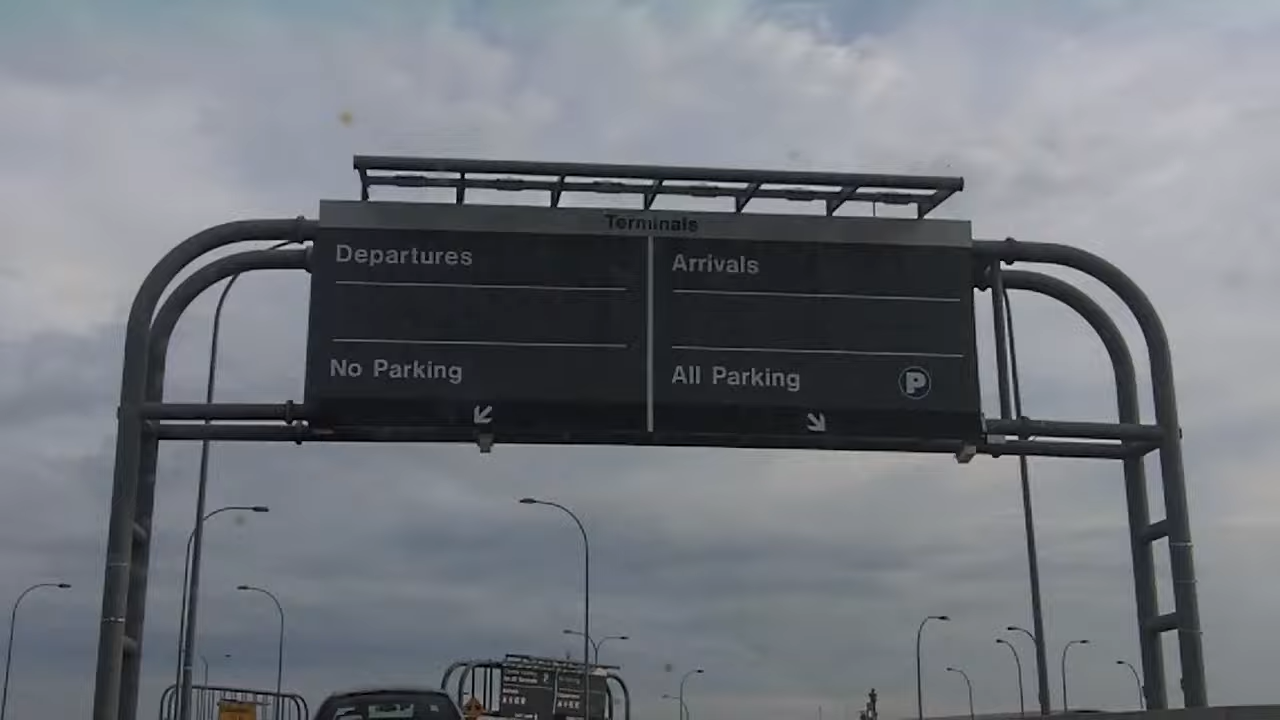 Terminals
Departures
No Parking
Arrivals
All Parking P